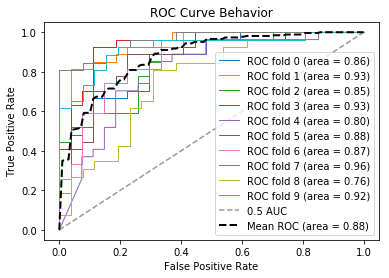 ROC Curve Behavior
True Positive Rate
1.0
0.8
0.6
0.4
0.2
0.0
ROC fold 0 (area = 0.86)
ROC fold 1 (area = 0.93)
ROC fold 2 (area = 0.85)
ROC fold 3 (area = 0.93)
ROC fold 4 (area = 0.80)
ROC fold 5 (area = 0.88)
ROC fold 6 (area = 0.87)
ROC fold 7 (area = 0.96)
ROC fold 8 (area = 0.76)
ROC fold 9 (area = 0.92)
0.5 AUC
Mean ROC (area = 0.88)
0.0 0.2 0.4 0.6 0.8 1.0
False Positive Rate